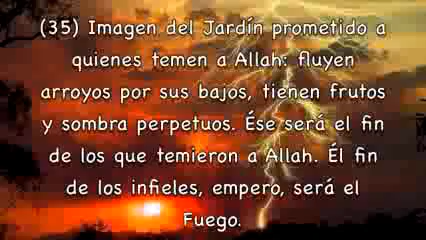 (35) Imagen del Jardín prometido a
quienes temen a Allah: fluyen
arroyos por sus bajos, tienen frutos
y sombra perpetuos. Ése será el fin
de los que temieron a Allah. Él fin
de los infieles, empero, será el
Fuego.